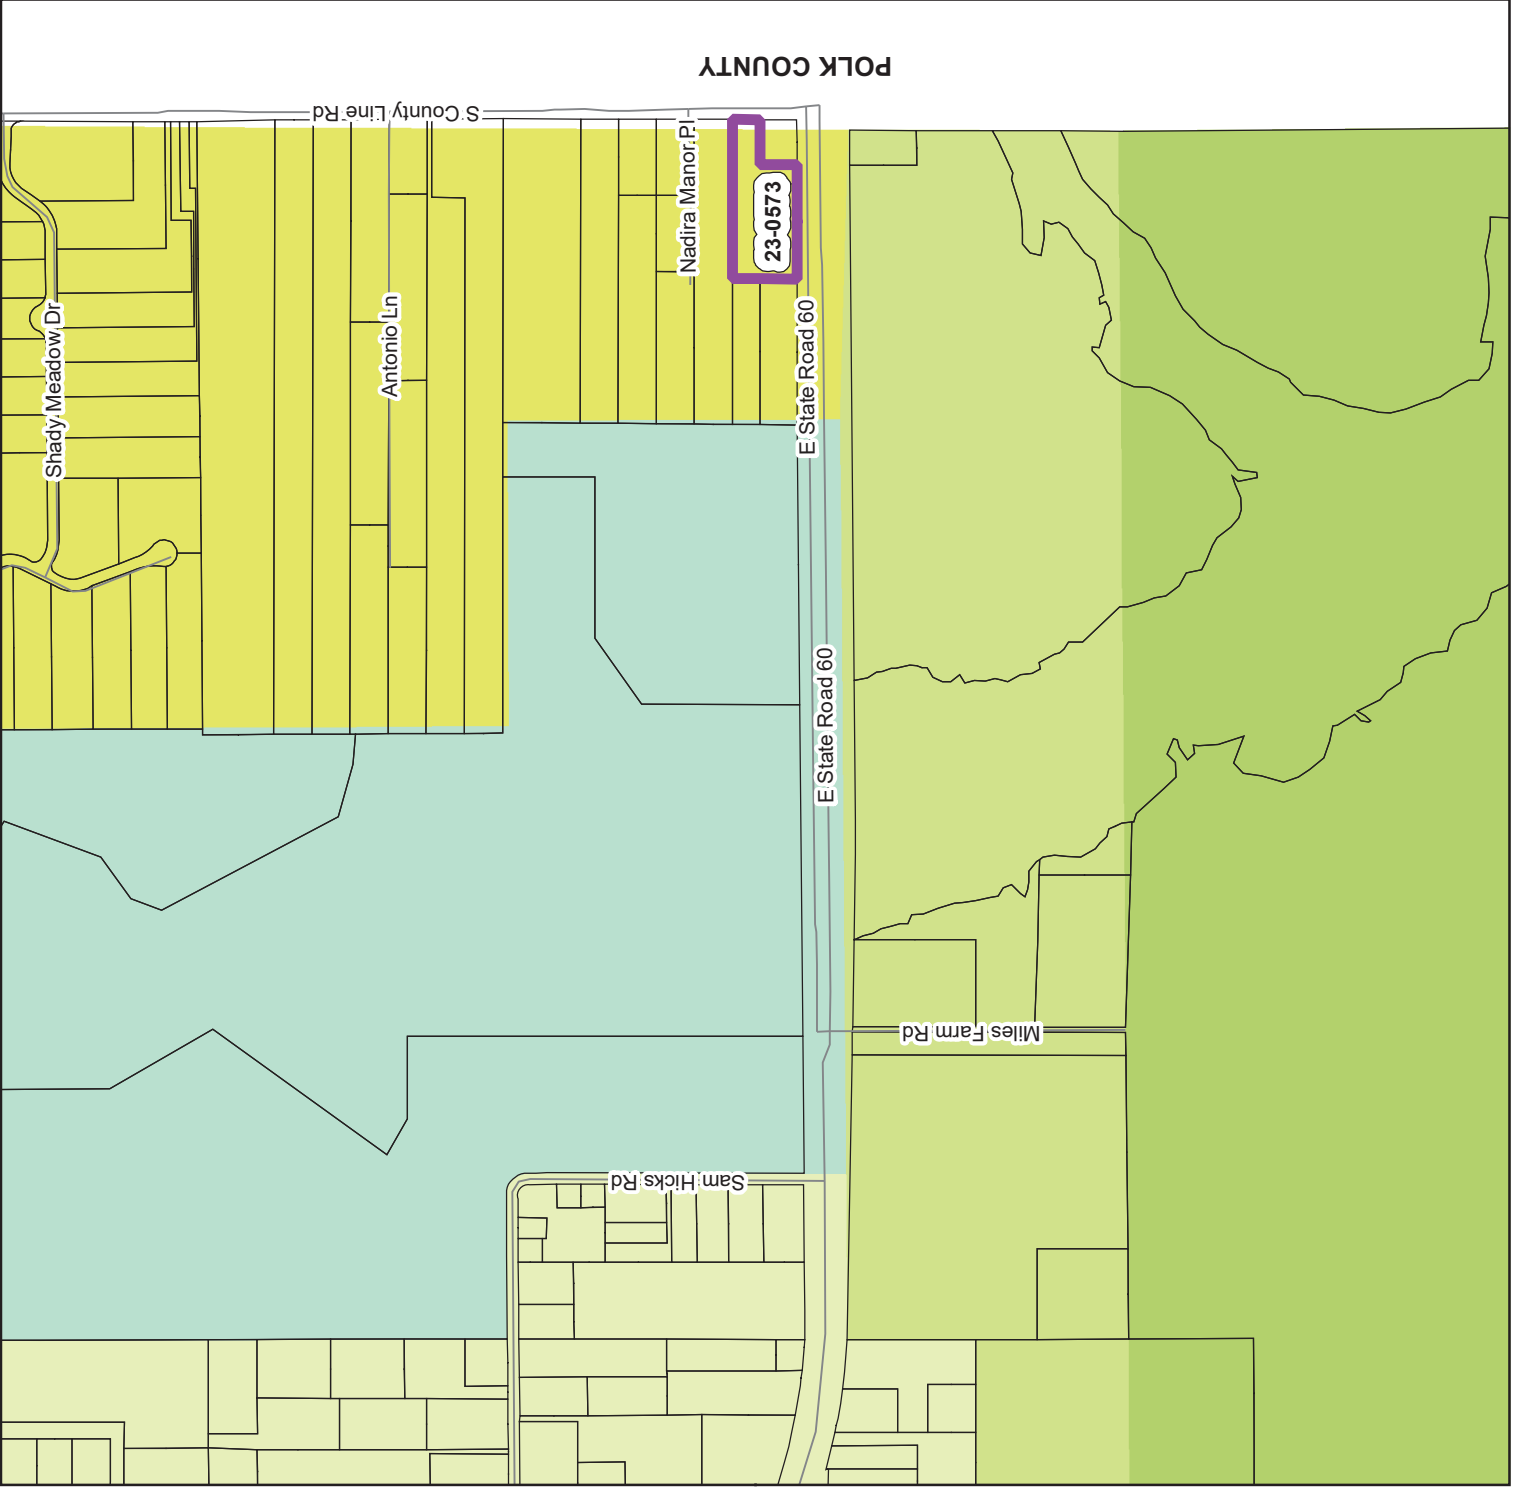 POLK COUNTY
S County Line Rd
Nadira Manor Pl
23-0573
Shady Meadow Dr
Antonio Ln
E State Road 60
E State Road 60
Miles Farm Rd
Sam Hicks Rd